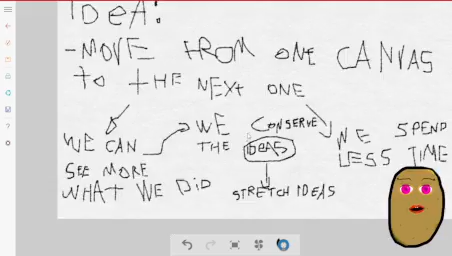 IDEA:
-MOVE FROM ONE CANVAS
TO THE NEXT ONE
WE CAN
SEE MORE
WHAT WE DID
WE CONSERVE
THE IDEAS
STRETCH IDEAS
WE SPEND
LESS TIME